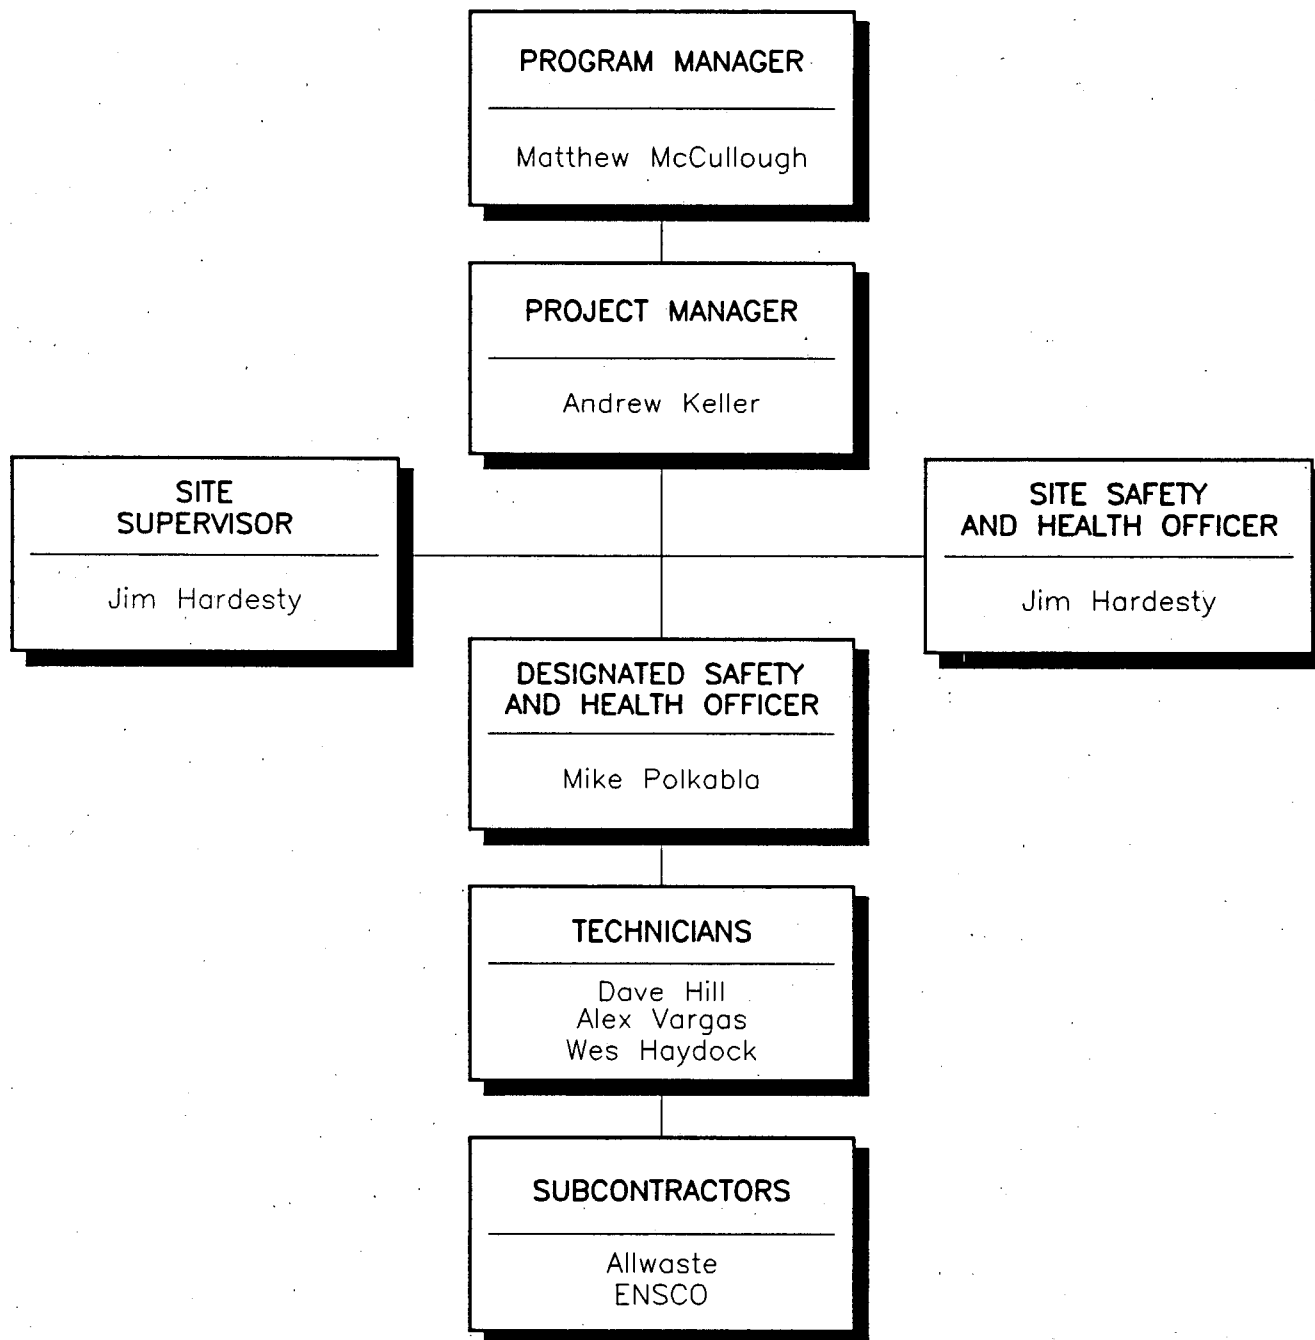 PROGRAM MANAGER
Matthew McCullough
PROJECT MANAGER
Andrew Keller
SITE
SUPERVISOR
Jim Hardesty
SITE SAFETY
AND HEALTH OFFICER
Jim Hardesty
DESIGNATED SAFETY
AND HEALTH OFFICER
Mike Polkabla
TECHNICIANS
Dave Hill
Alex Vargas
Wes Haydock
SUBCONTRACTORS
Allwaste
ENSCO